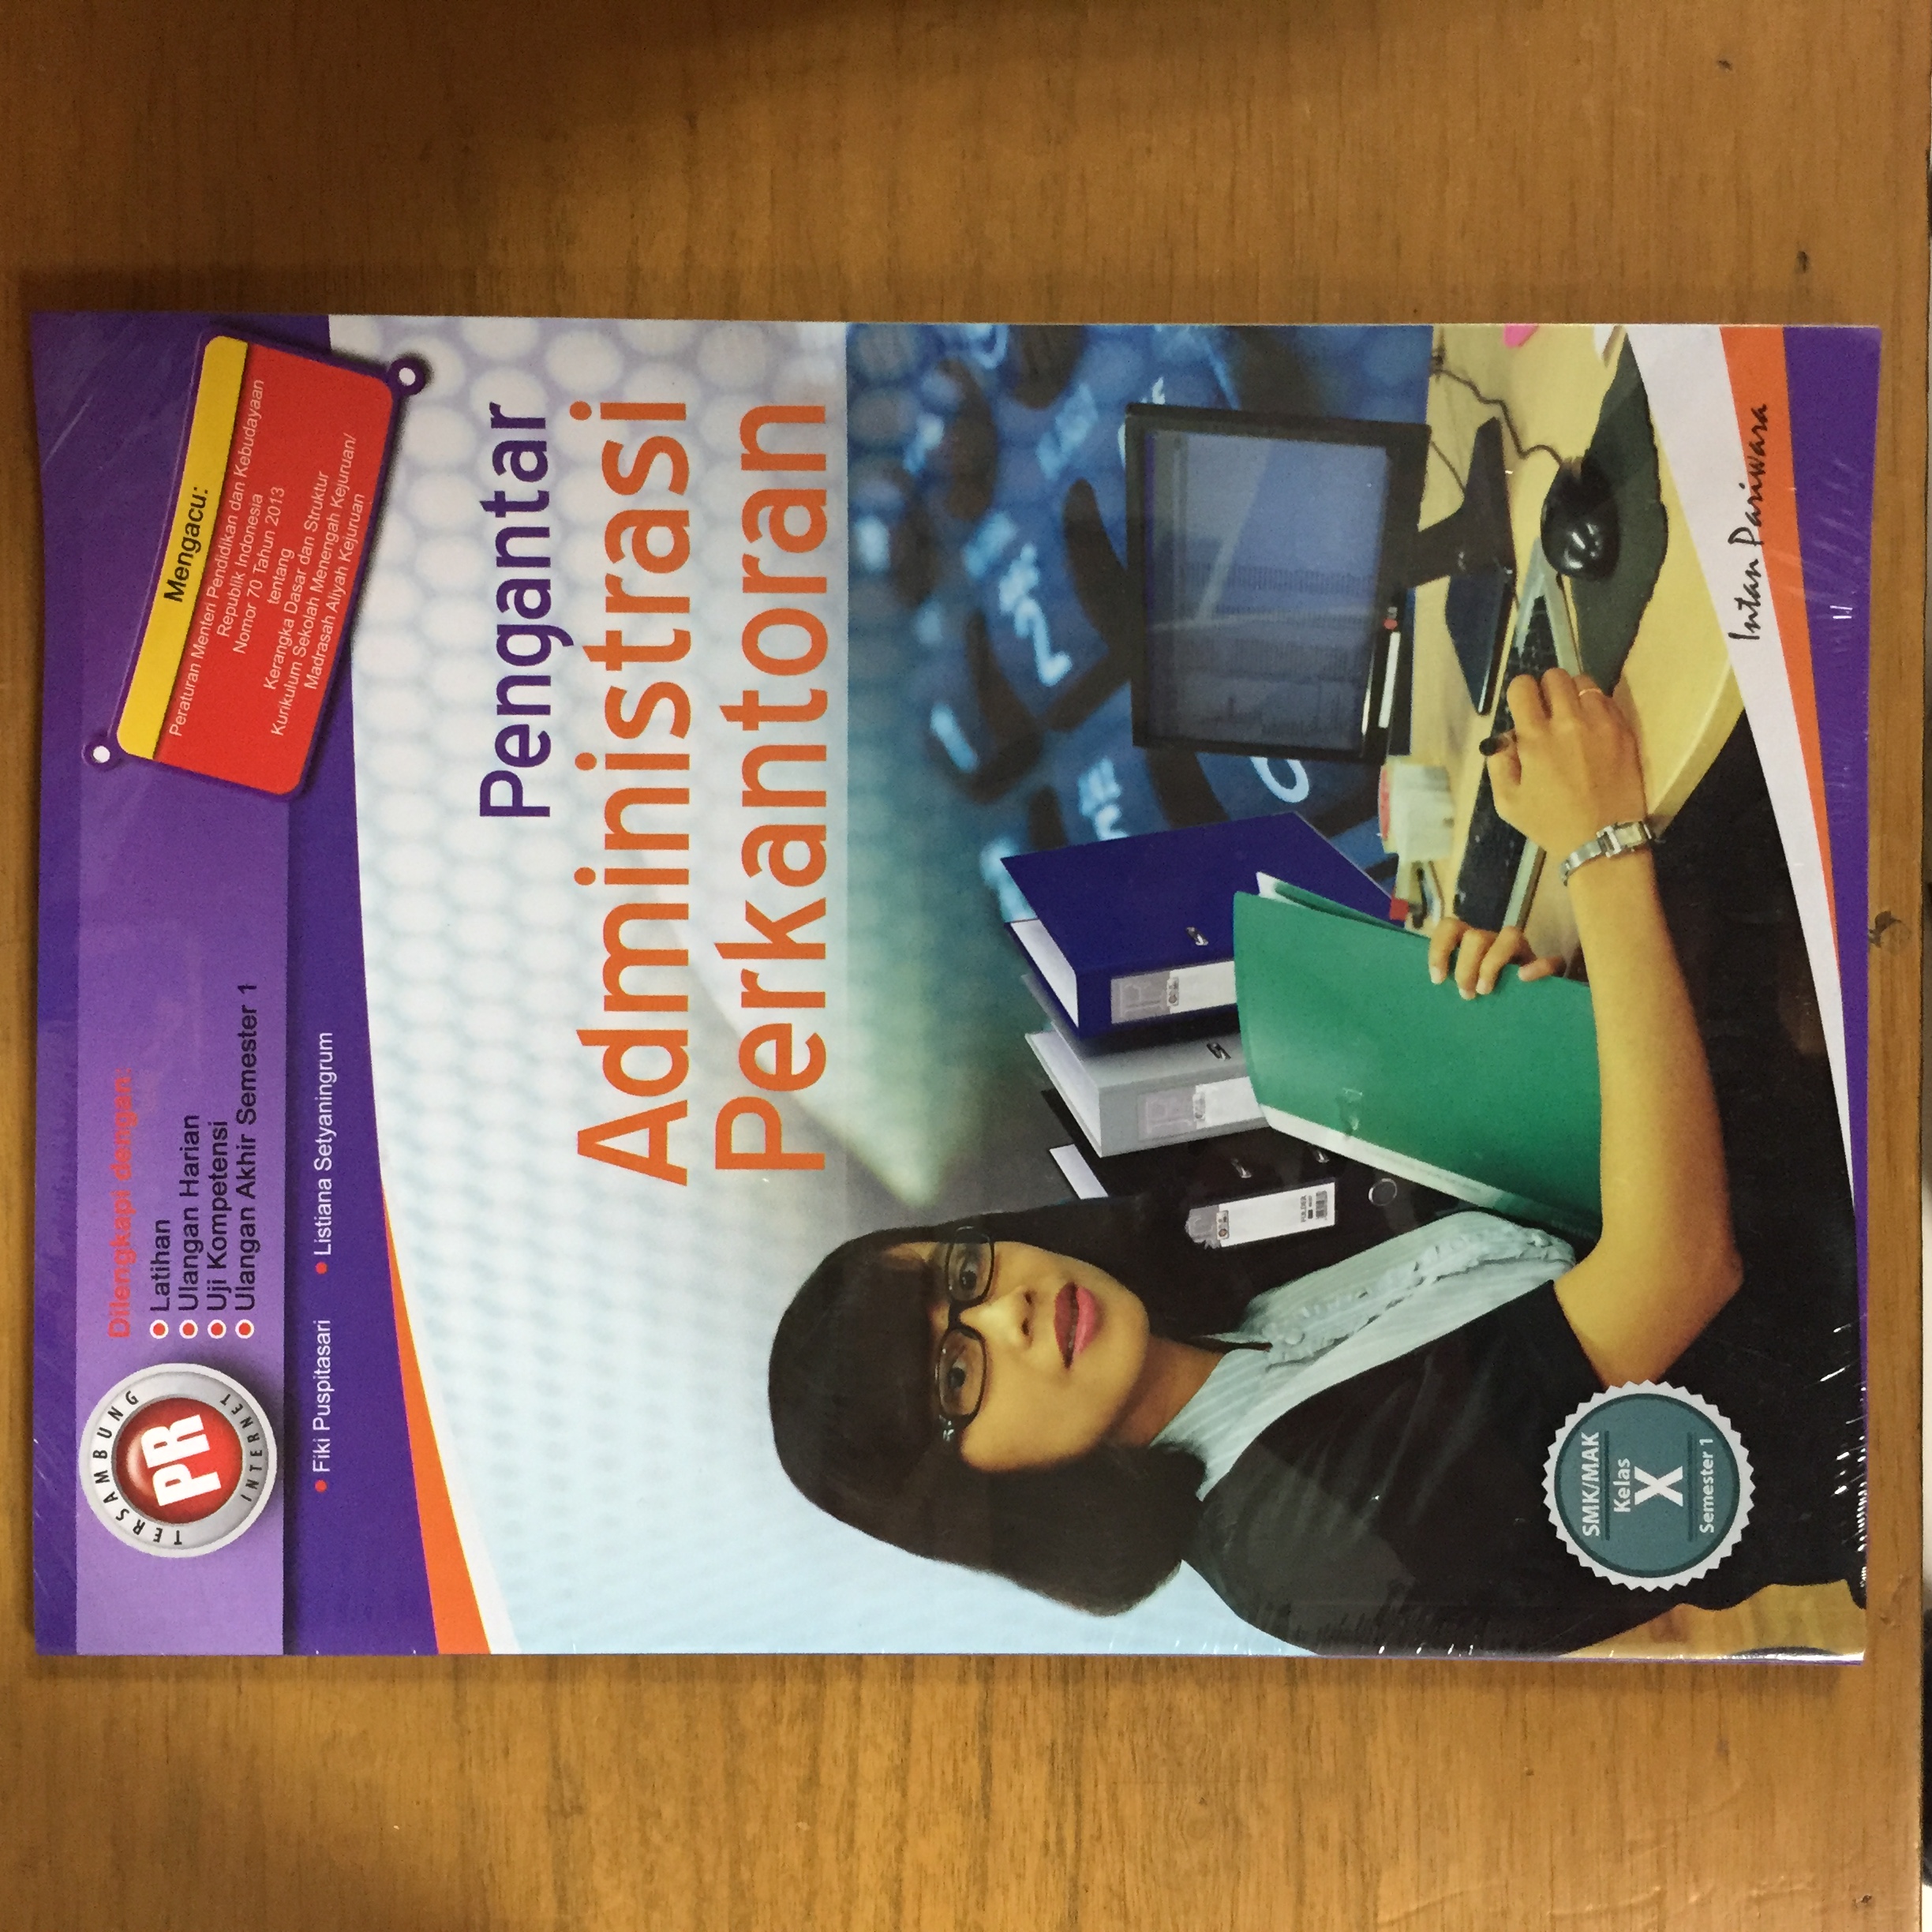 TERSAMBUNG
PR
INTERNET
Dilengkapi dengan:
Latihan
Ulangan Harian
Uji Kompetensi
Ulangan Akhir Semester 1
Mengacu:
Peraturan Menteri Pendidikan dan Kebudayaan
Republik Indonesia
Nomor 70 Tahun 2013
tentang
Kerangka Dasar dan Struktur
Kurikulum Sekolah Menengah Kejuruan/
Madrasah Aliyah Kejuruan
Fiki Puspitasari
Listiana Setyaningrum
Pengantar
Administrasi
Perkantoran
LG
SMK/MAK
Kelas
X
Semester 1
Intan Pariwara